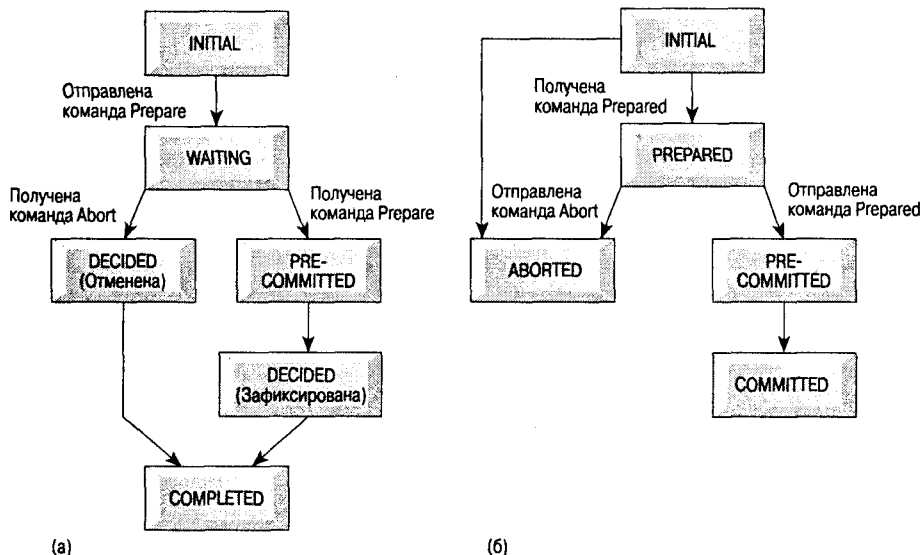 INITIAL
Отправлена
команда Prepare
WAITING
Получена
команда Abort
Получена
команда Prepare
DECIDED
(Отменена)
PRE-
COMMITTED
DECIDED
(Зафиксирована)
COMPLETED
(а)
INITIAL
Получена
команда Prepared
PREPARED
Отправлена
команда Abort
Отправлена
команда Prepared
ABORTED
PRE-
COMMITTED
COMMITTED
(б)